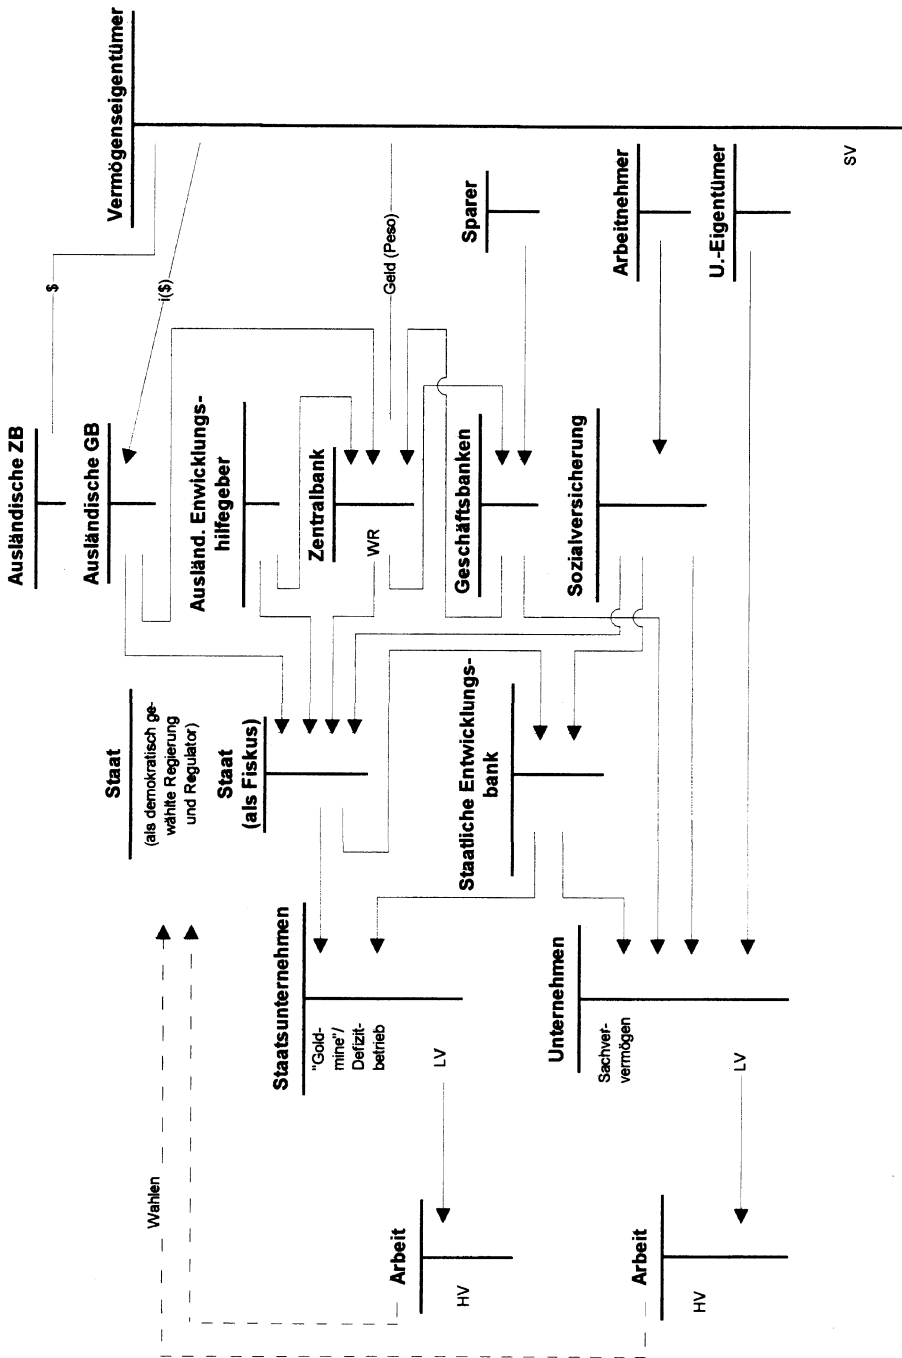 Wahlen
Arbeit
HV
Arbeit
HV
Staatsunternehmen
"Gold-
mine"/
Defizit-
betrieb
LV
Unternehmen
Sachver-
vermögen
LV
Staat
(als demokratisch ge-
wählte Regierung
und Regulator)
Staat
(als Fiskus)
Staatliche Entwicklungs-
bank
Ausländische ZB
Ausländische GB
Ausländ. Enwicklungs-
hilfegeber
Zentralbank
WR
Geschäftsbanken
Sozialversicherung
$
i($)
Geld (Peso)
Vermögenseigentümer
Sparer
Arbeitnehmer
U.-Eigentümer
SV